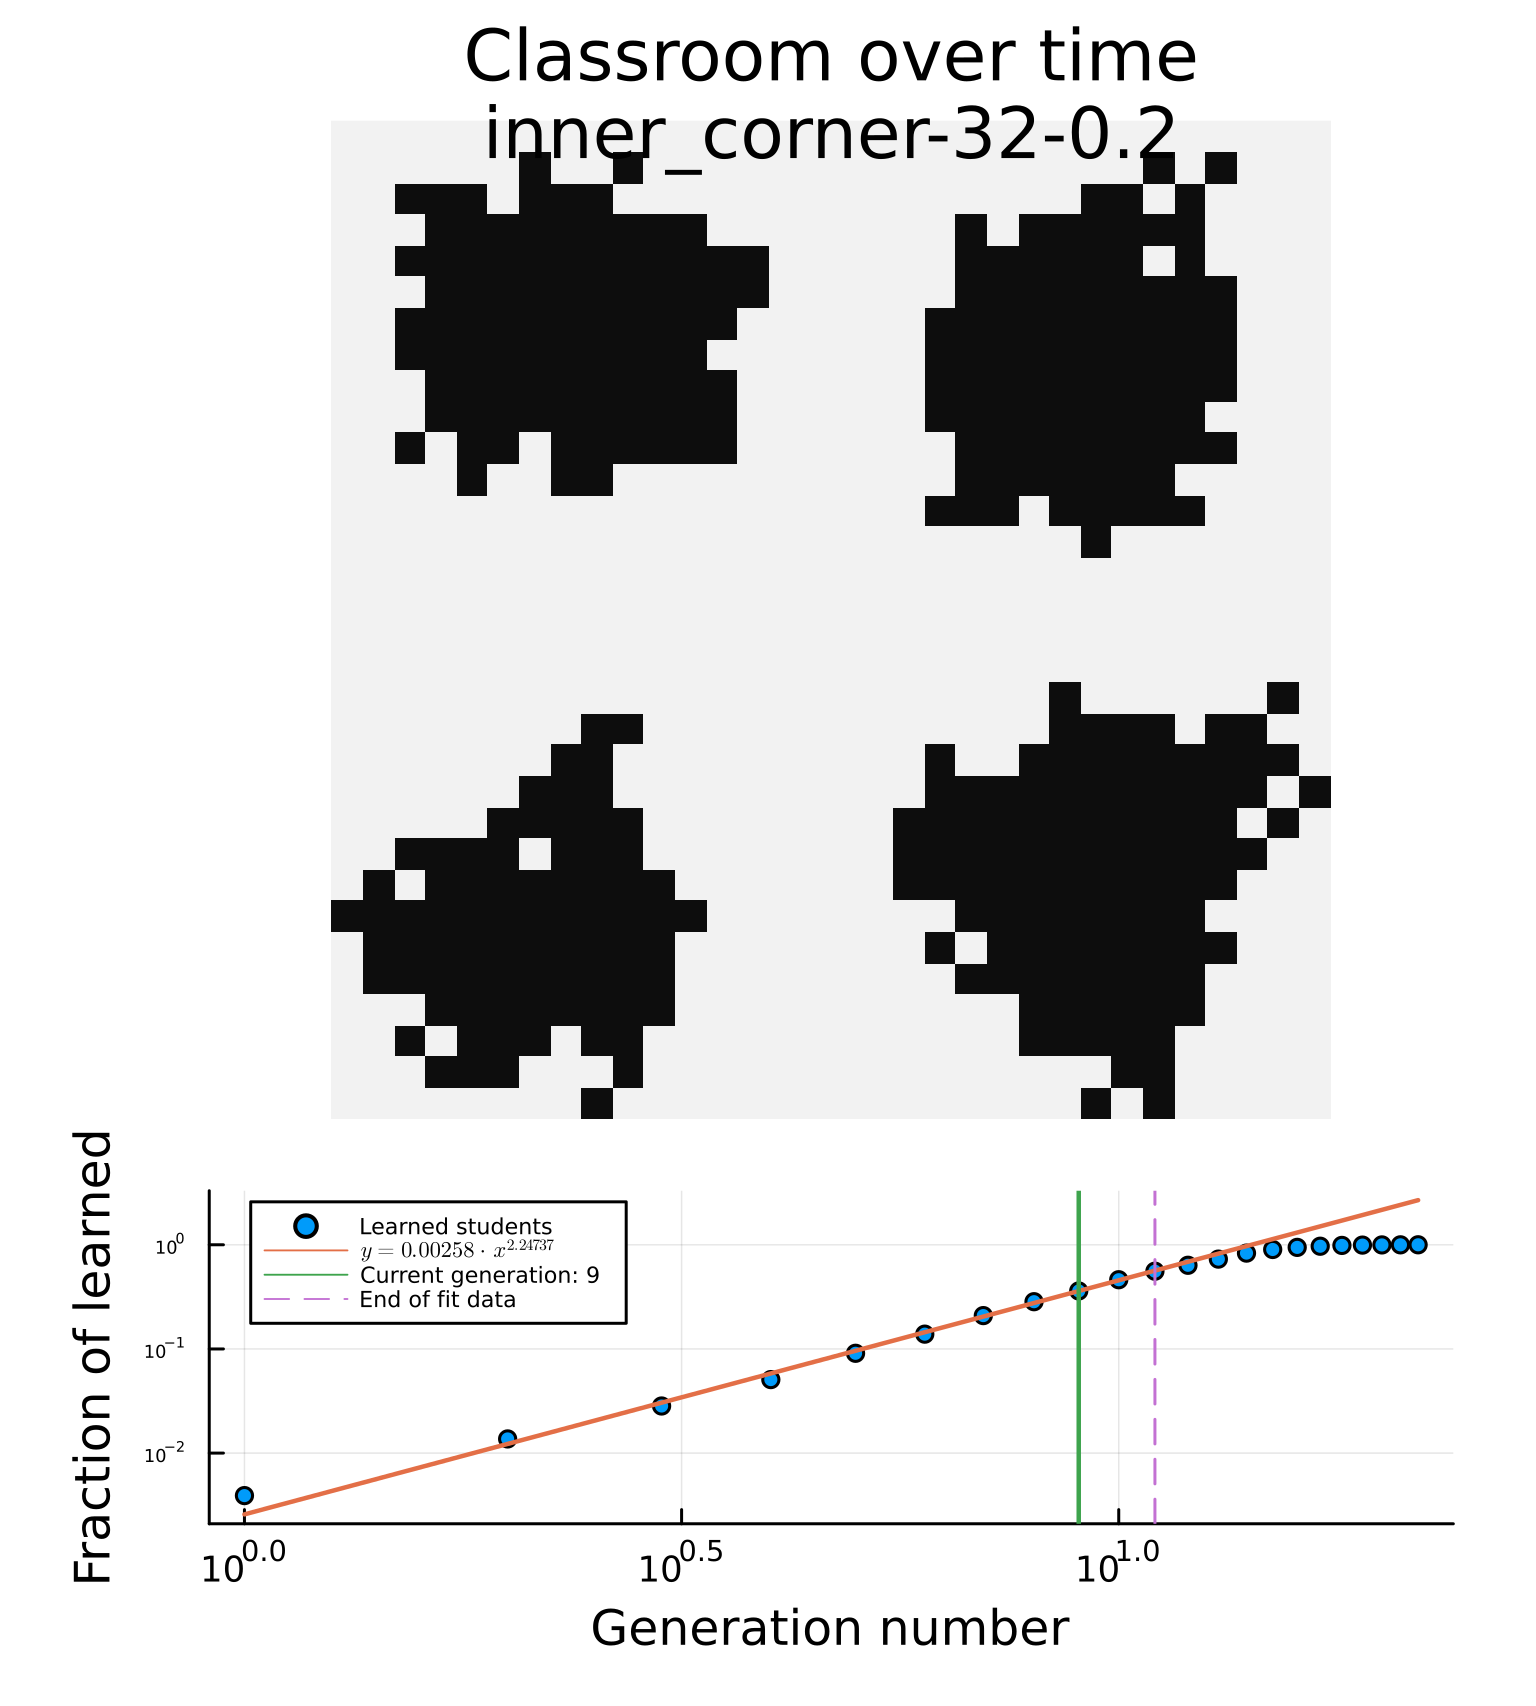 Classroom over time
inner_corner-32-0.2
Fraction of learned
10^0
10^−1
10^−2
Learned students
y = 0.00258 · x^2.24737
Current generation: 9
End of fit data
10^0.0
10^0.5
10^1.0
Generation number